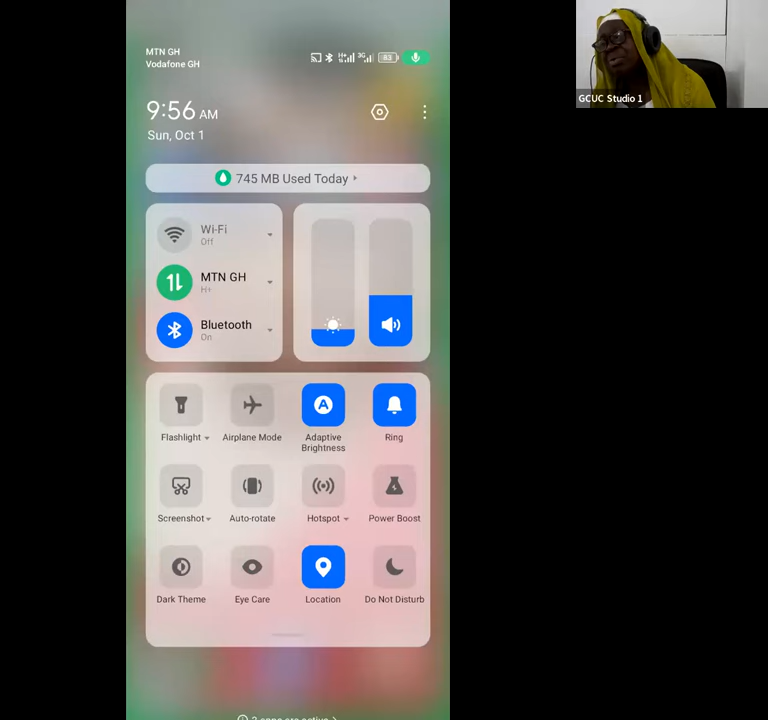 MTN GH
Vodafone GH
83
9:56 AM
Sun, Oct 1
745 MB Used Today
Wi-Fi
Off
MTN GH
H+
Bluetooth
On
Flashlight
Airplane Mode
Adaptive
Brightness
Ring
Screenshot
Auto-rotate
Hotspot
Power Boost
Dark Theme
Eye Care
Location
Do Not Disturb
GCUC Studio 1